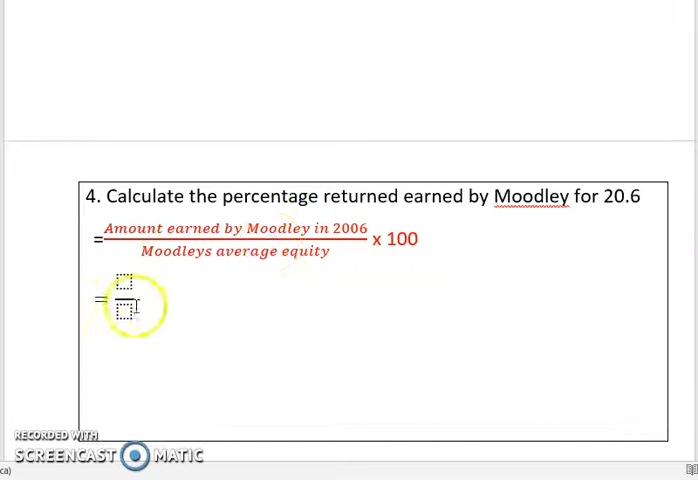 4. Calculate the percentage returned earned by Moodley for 20.6
= Amount earned by Moodley in 2006 / Moodleys average equity x 100
=
RECORDED WITH
SCREENCAST MATIC
ca)